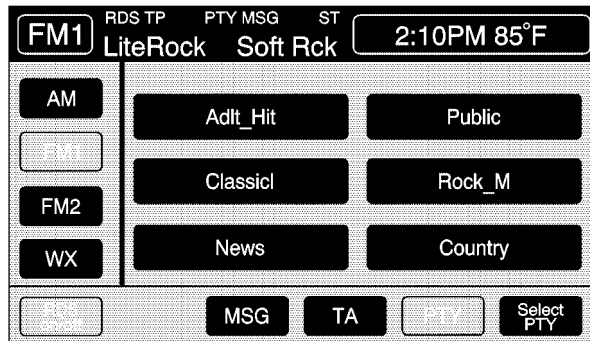 FM1 RDS TP PTY MSG ST
LiteRock Soft Rck 2:10PM 85°F
AM
FM1
FM2
WX
Adlt_Hit Public
Classicl Rock_M
News Country
MSG TA PTY Select
PTY